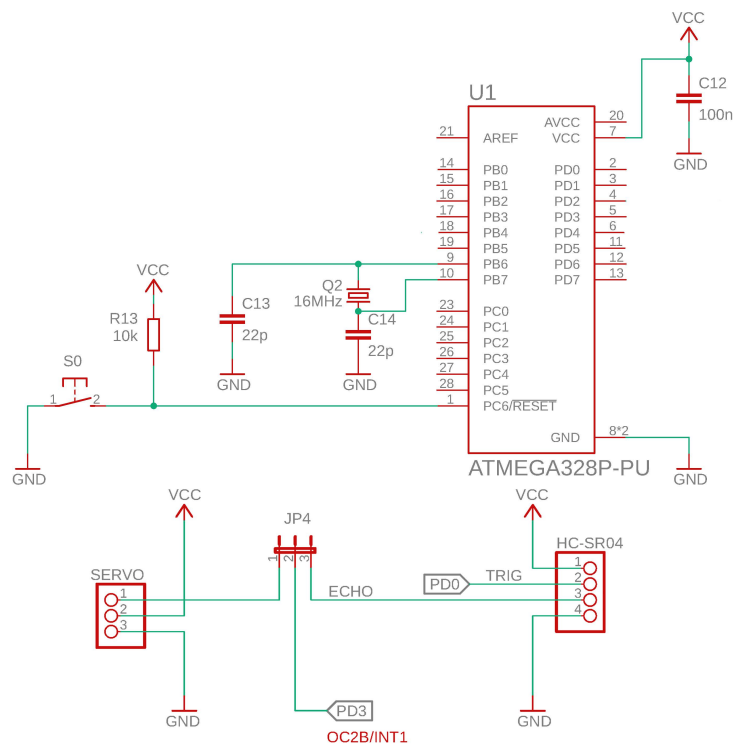 VCC
C12
100n
GND
U1
21 AREF
AVCC 20
VCC 7
14 PB0 PD0 2
15 PB1 PD1 3
16 PB2 PD2 4
17 PB3 PD3 5
18 PB4 PD4 6
19 PB5 PD5 11
9 PB6 PD6 12
10 PB7 PD7 13
23 PC0
24 PC1
25 PC2
26 PC3
27 PC4
28 PC5
1 PC6/RESET
GND 8*2
ATMEGA328P-PU
GND
VCC
R13
10k
S0
1 2
GND
C13
22p
GND
Q2
16MHz
C14
22p
GND
VCC
SERVO
1
2
3
GND
JP4
1 2 3
ECHO
PD3
OC2B/INT1
VCC
HC-SR04
PD0 TRIG
1
2
3
4
GND